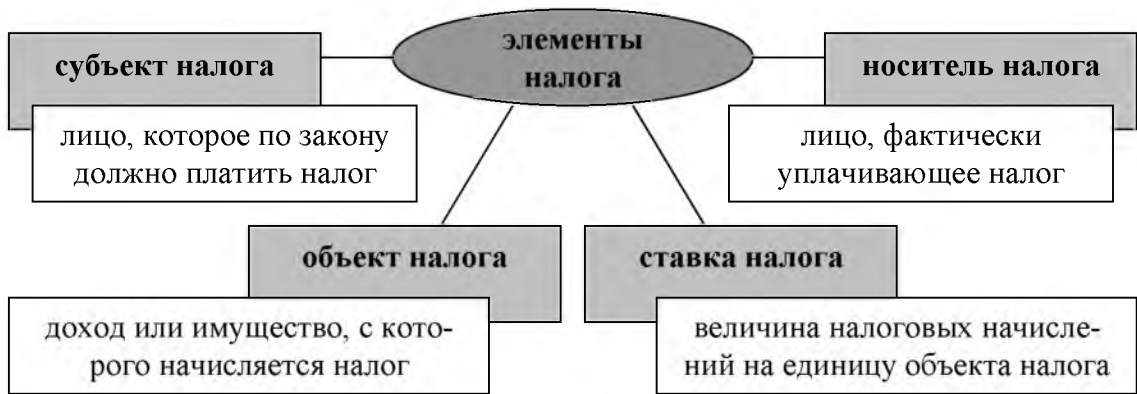 элементы
налога
субъект налога
лицо, которое по закону
должно платить налог
носитель налога
лицо, фактически
уплачивающее налог
объект налога
доход или имущество, с кото-
рого начисляется налог
ставка налога
величина налоговых начисле-
ний на единицу объекта налога